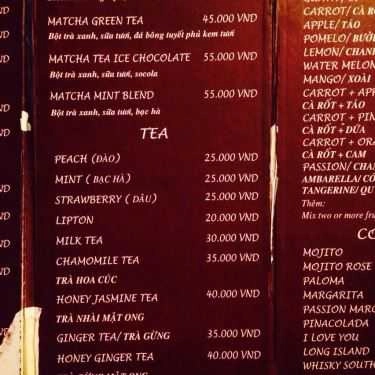 MATCHA GREEN TEA 45.000 VND
Bột trà xanh, sữa tươi, đá bông tuyết phủ kem tươi
MATCHA TEA ICE CHOCOLATE 55.000 VND
Bột trà xanh, sữa tươi, socola
MATCHA MINT BLEND 55.000 VND
Bột trà xanh, sữa tươi, bạc hà
TEA
PEACH (ĐÀO) 25.000 VND
MINT ( BẠC HÀ) 25.000 VND
STRAWBERRY ( DÂU) 25.000 VND
LIPTON 20.000 VND
MILK TEA 30.000 VND
CHAMOMILE TEA 35.000 VND
TRÀ HOA CÚC
HONEY JASMINE TEA 40.000 VND
TRÀ NHÀI MẬT ONG
GINGER TEA/ TRÀ GỪNG 35.000 VND
HONEY GINGER TEA 40.000 VND
CARROT/ CÀ R
APPLE/ TÁO
POMELO/ BƯỞI
LEMON/ CHANH
WATER MELON
MANGO/ XOÀI
CARROT + APP
CÀ RỐT + TÁO
CARROT + PIN
CÀ RỐT + DỨA
CARROT + ORA
CÀ RỐT + CAM
PASSION/ CHAN
AMBARELLA/ CÓ
TANGERINE/ QU
Thêm:
Mix two or more fru
CO
MOJITO
MOJITO ROSE
PALOMA
MARGARITA
PASSION MARG
PINACOLADA
I LOVE YOU
LONG ISLAND
WHISKY SOUTH